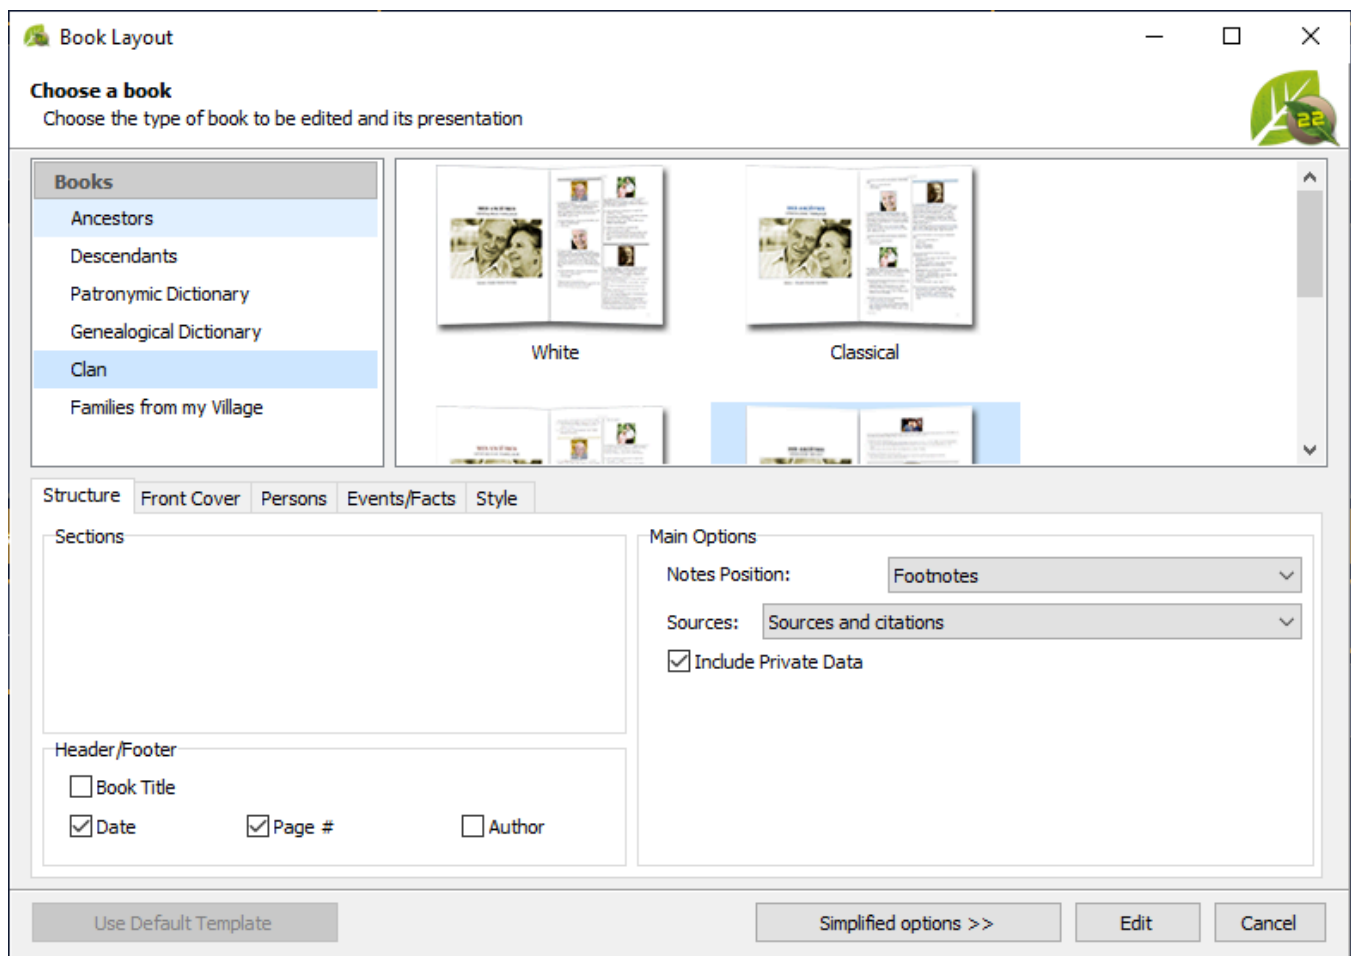 Book Layout
Choose a book
Choose the type of book to be edited and its presentation
22
Books
Ancestors
Descendants
Patronymic Dictionary
Genealogical Dictionary
Clan
Families from my Village
White
Classical
Structure
Front Cover
Persons
Events/Facts
Style
Sections
Header/Footer
Book Title
Date
Page #
Author
Main Options
Notes Position:
Footnotes
Sources:
Sources and citations
Include Private Data
Use Default Template
Simplified options >>
Edit
Cancel